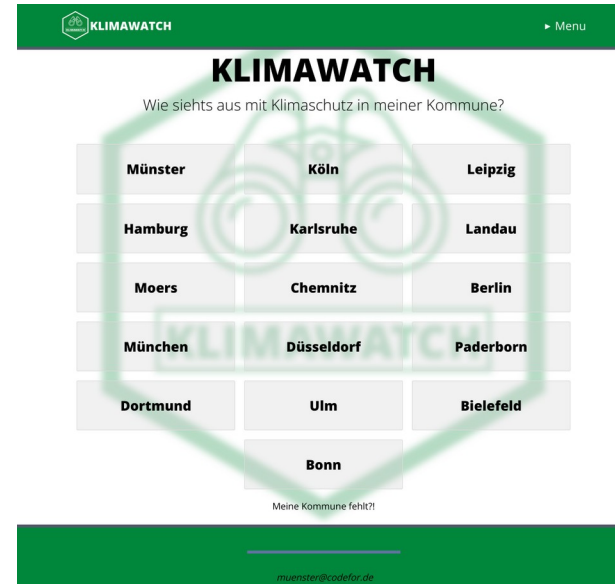 KLIMAWATCH
▸ Menu
KLIMAWATCH
Wie siehts aus mit Klimaschutz in meiner Kommune?
Münster
Köln
Leipzig
Hamburg
Karlsruhe
Landau
Moers
Chemnitz
Berlin
München
Düsseldorf
Paderborn
Dortmund
Ulm
Bielefeld
Bonn
KLIMAWATCH
Meine Kommune fehlt?!
muenster@codefor.de